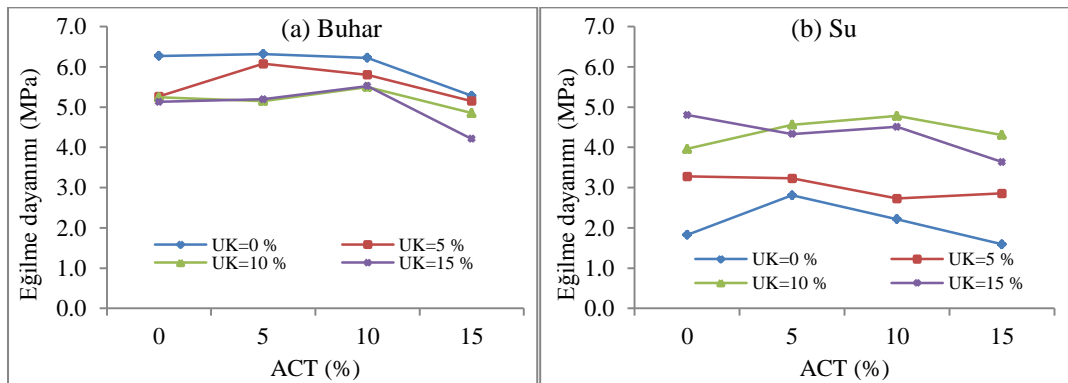 (a) Buhar
Eğilme dayanımı (MPa)
7.0
6.0
5.0
4.0
3.0
2.0
1.0
0.0
UK=0 %
UK=5 %
UK=10 %
UK=15 %
0 5 10 15
ACT (%)
(b) Su
Eğilme dayanımı (MPa)
7.0
6.0
5.0
4.0
3.0
2.0
1.0
0.0
UK=0 %
UK=5 %
UK=10 %
UK=15 %
0 5 10 15
ACT (%)